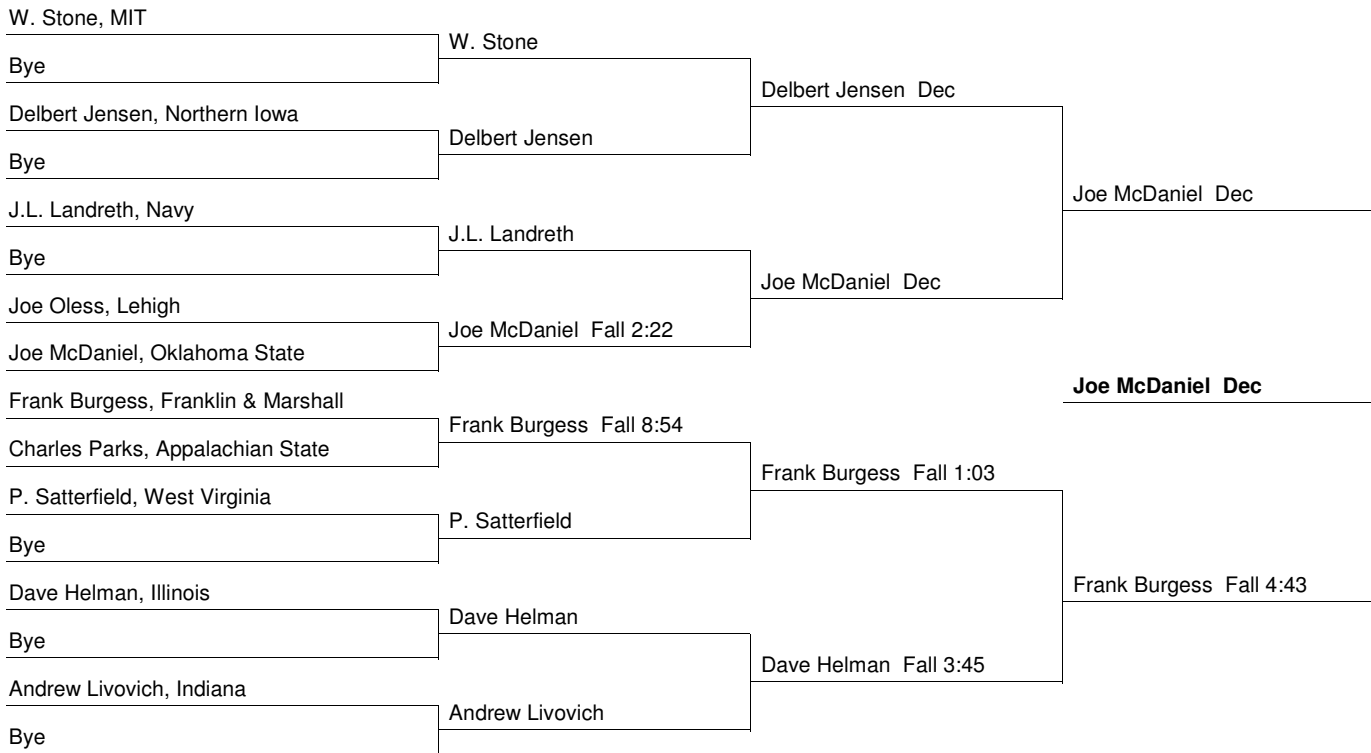 W. Stone, MIT
Bye
Delbert Jensen, Northern Iowa
Bye
J.L. Landreth, Navy
Bye
Joe Oless, Lehigh
Joe McDaniel, Oklahoma State
Frank Burgess, Franklin & Marshall
Charles Parks, Appalachian State
P. Satterfield, West Virginia
Bye
Dave Helman, Illinois
Bye
Andrew Livovich, Indiana
Bye
W. Stone
Delbert Jensen
J.L. Landreth
Joe McDaniel Fall 2:22
Frank Burgess Fall 8:54
P. Satterfield
Dave Helman
Andrew Livovich
Delbert Jensen Dec
Joe McDaniel Dec
Frank Burgess Fall 1:03
Dave Helman Fall 3:45
Joe McDaniel Dec
Joe McDaniel Dec
Frank Burgess Fall 4:43